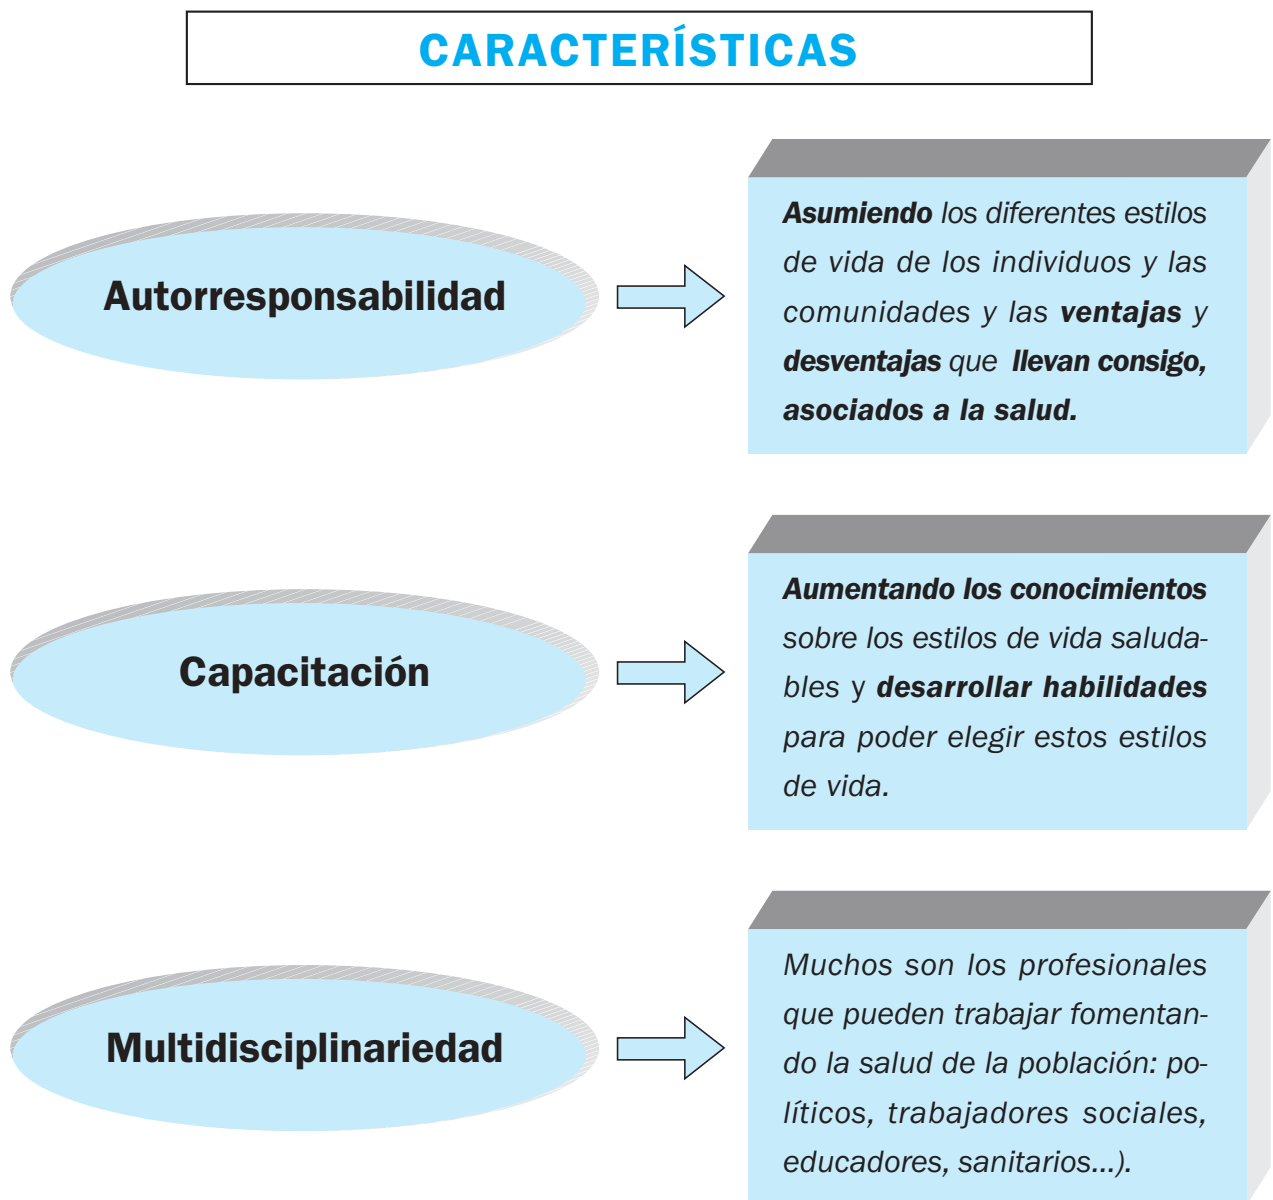 CARACTERÍSTICAS
Autorresponsabilidad
Asumiendo los diferentes estilos
de vida de los individuos y las
comunidades y las ventajas y
desventajas que llevan consigo,
asociados a la salud.
Capacitación
Aumentando los conocimientos
sobre los estilos de vida saluda-
bles y desarrollar habilidades
para poder elegir estos estilos
de vida.
Multidisciplinariedad
Muchos son los profesionales
que pueden trabajar fomentan-
do la salud de la población: po-
líticos, trabajadores sociales,
educadores, sanitarios...).